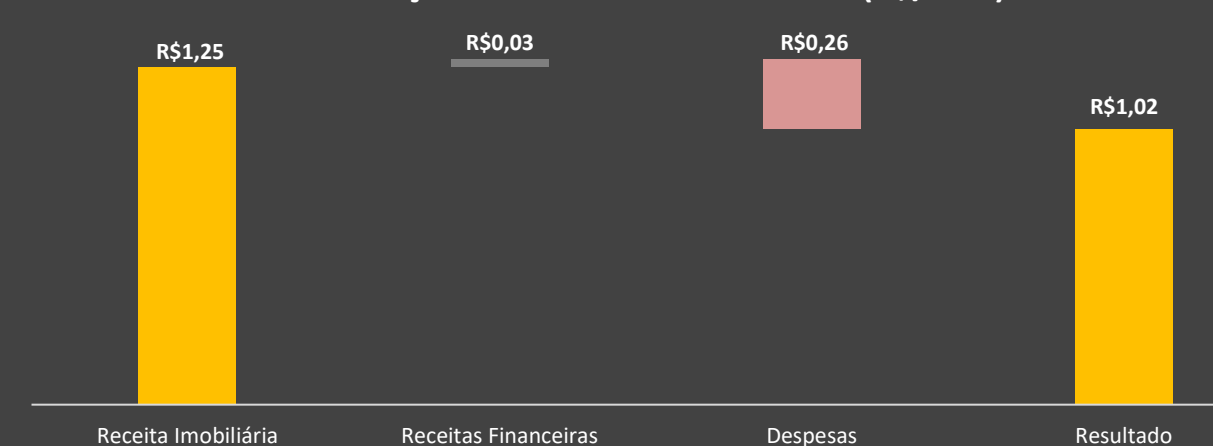 R$1,25
R$0,03
R$0,26
R$1,02
Receita Imobiliária
Receitas Financeiras
Despesas
Resultado